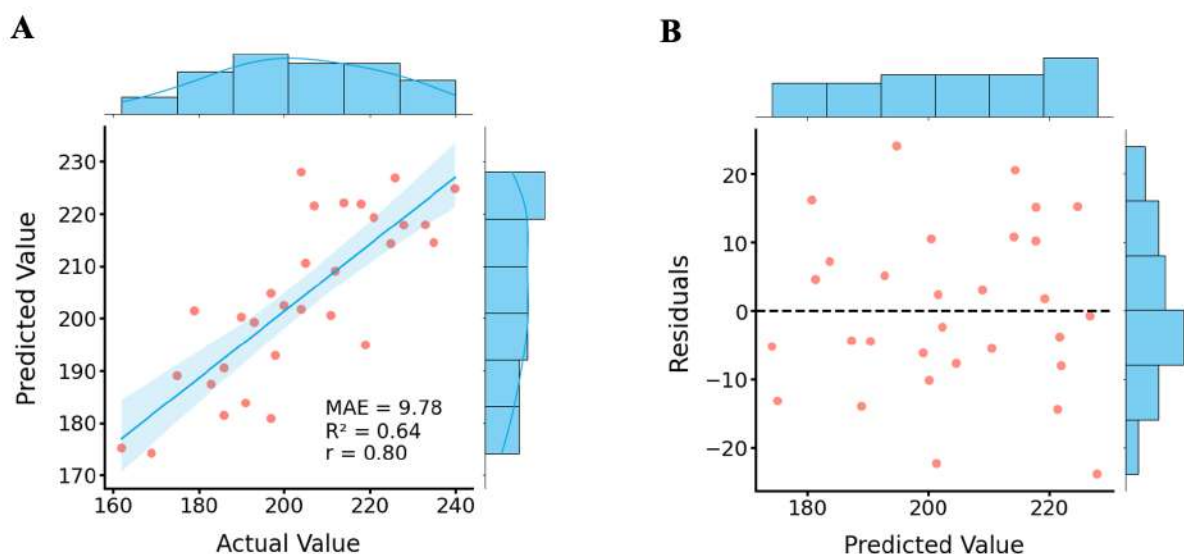 A
230
220
210
200
190
180
170
Predicted Value
MAE = 9.78
R² = 0.64
r = 0.80
160
180
200
220
240
Actual Value
B
20
10
0
−10
−20
Residuals
180
200
220
Predicted Value